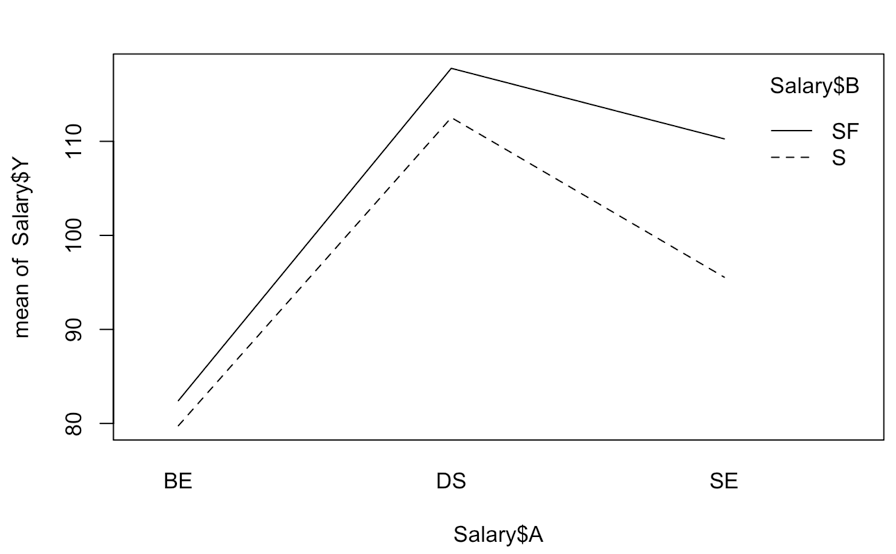 Salary$B
SF
S
mean of Salary$Y
110
100
90
80
BE DS SE
Salary$A